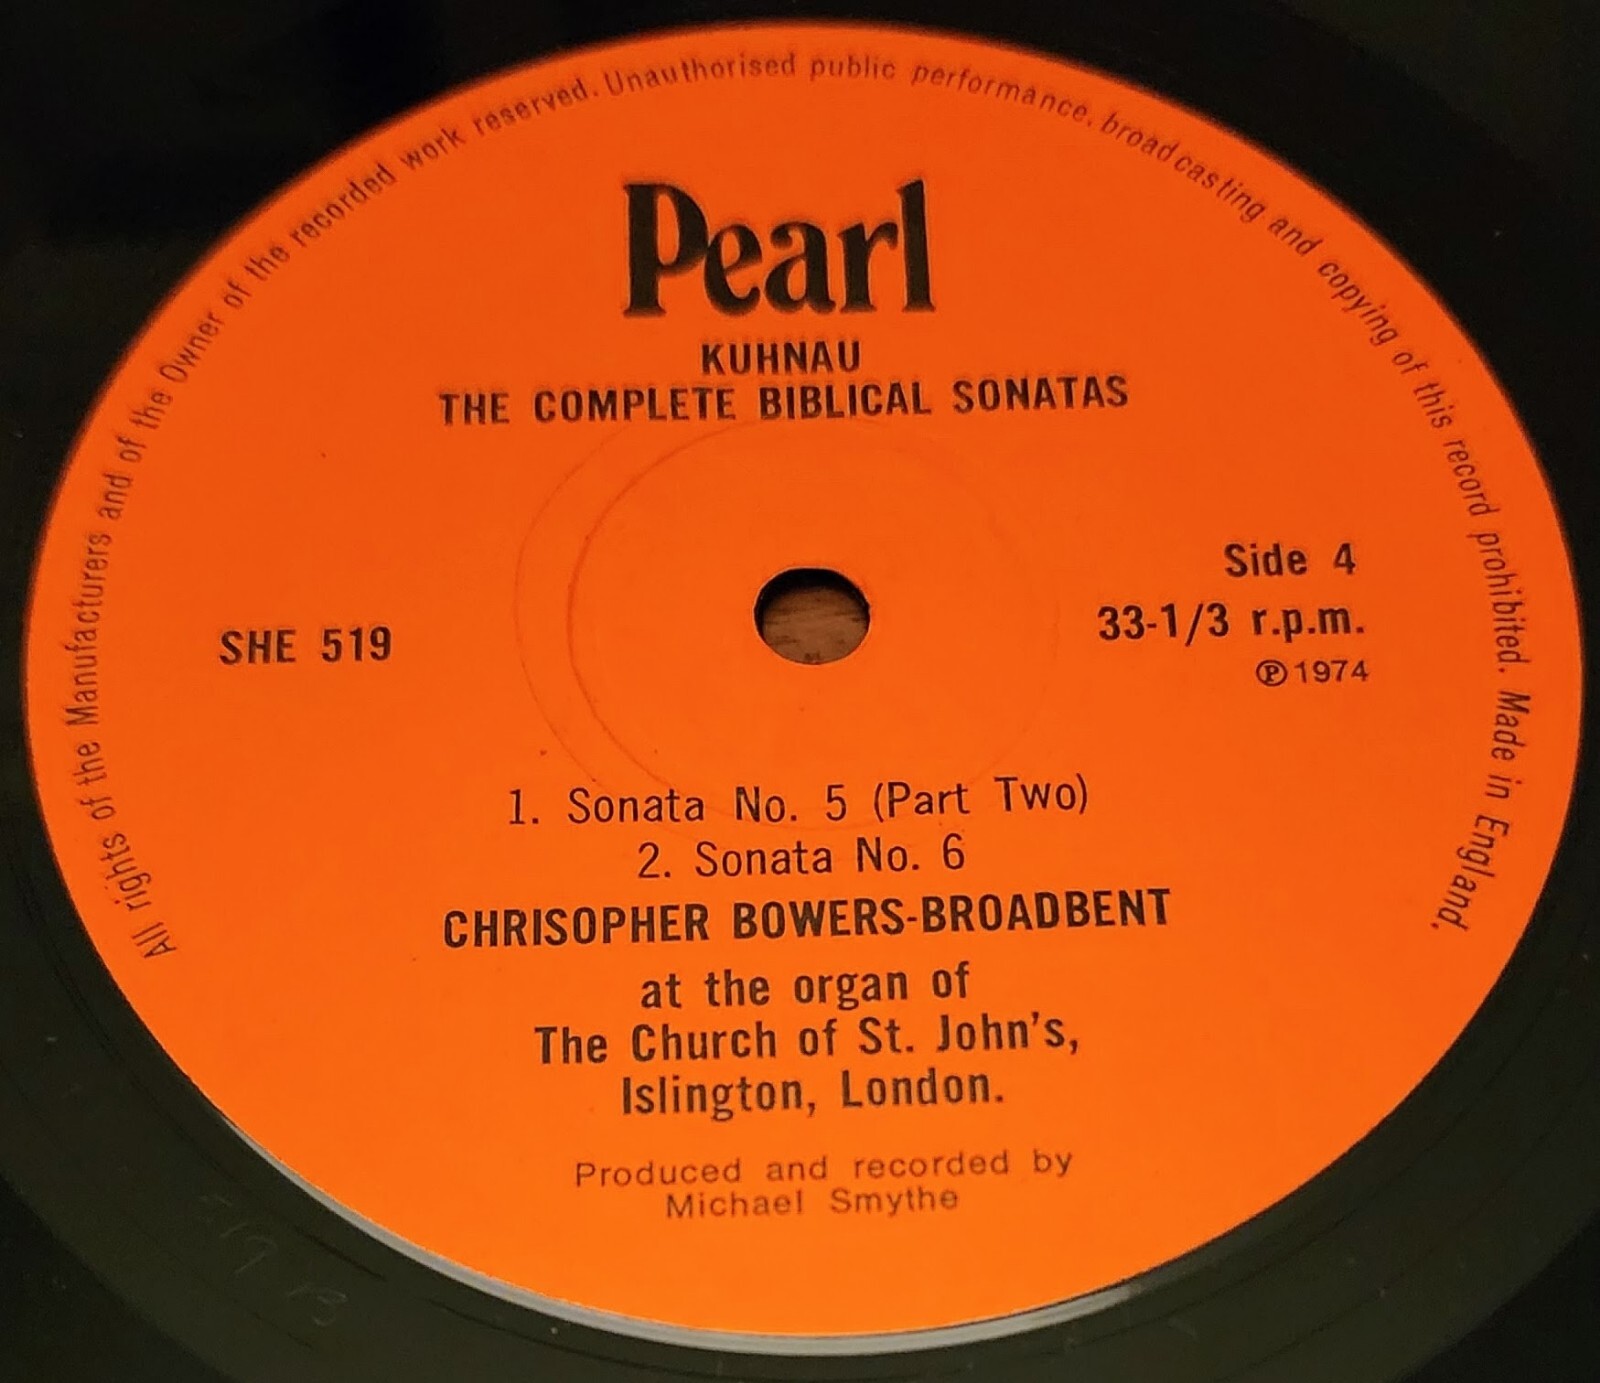 All rights of the Manufacturers and of the Owner of the recorded work reserved. Unauthorised public performance, broadcasting and copying of this record prohibited. Made in England.
Pearl
KUHNAU
THE COMPLETE BIBLICAL SONATAS
SHE 519
Side 4
33-1/3 r.p.m.
℗ 1974
1. Sonata No. 5 (Part Two)
2. Sonata No. 6
CHRISOPHER BOWERS-BROADBENT
at the organ of
The Church of St. John's,
Islington, London.
Produced and recorded by
Michael Smythe